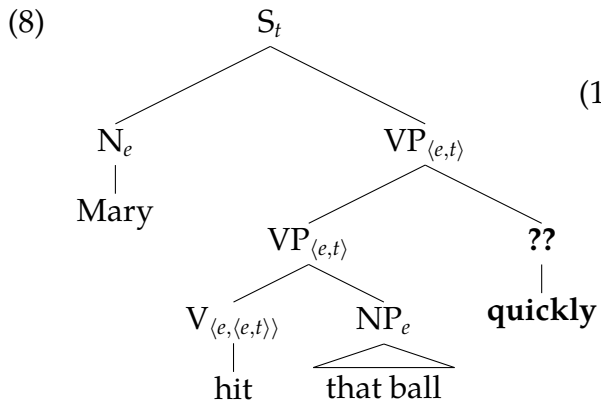 (8) S_t
(1
N_e VP_⟨e,t⟩
Mary VP_⟨e,t⟩ ??
V_⟨e,⟨e,t⟩⟩ NP_e quickly
hit that ball